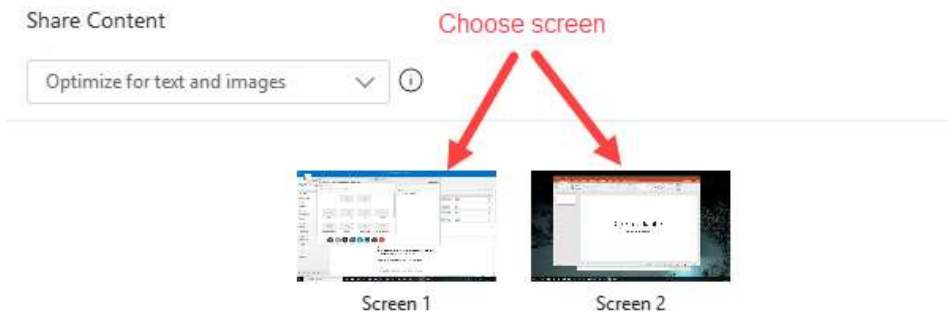 Share Content
Choose screen
Optimize for text and images
Screen 1
Screen 2